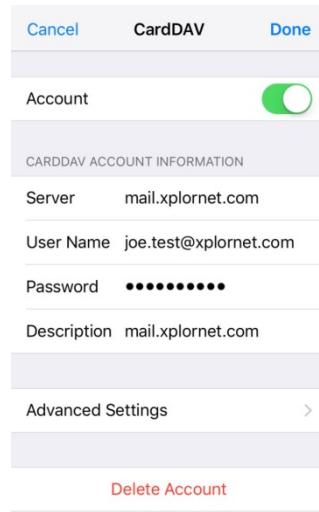 Cancel CardDAV Done
Account
CARDDAV ACCOUNT INFORMATION
Server mail.xplornet.com
User Name joe.test@xplornet.com
Password ●●●●●●●●●●
Description mail.xplornet.com
Advanced Settings
Delete Account